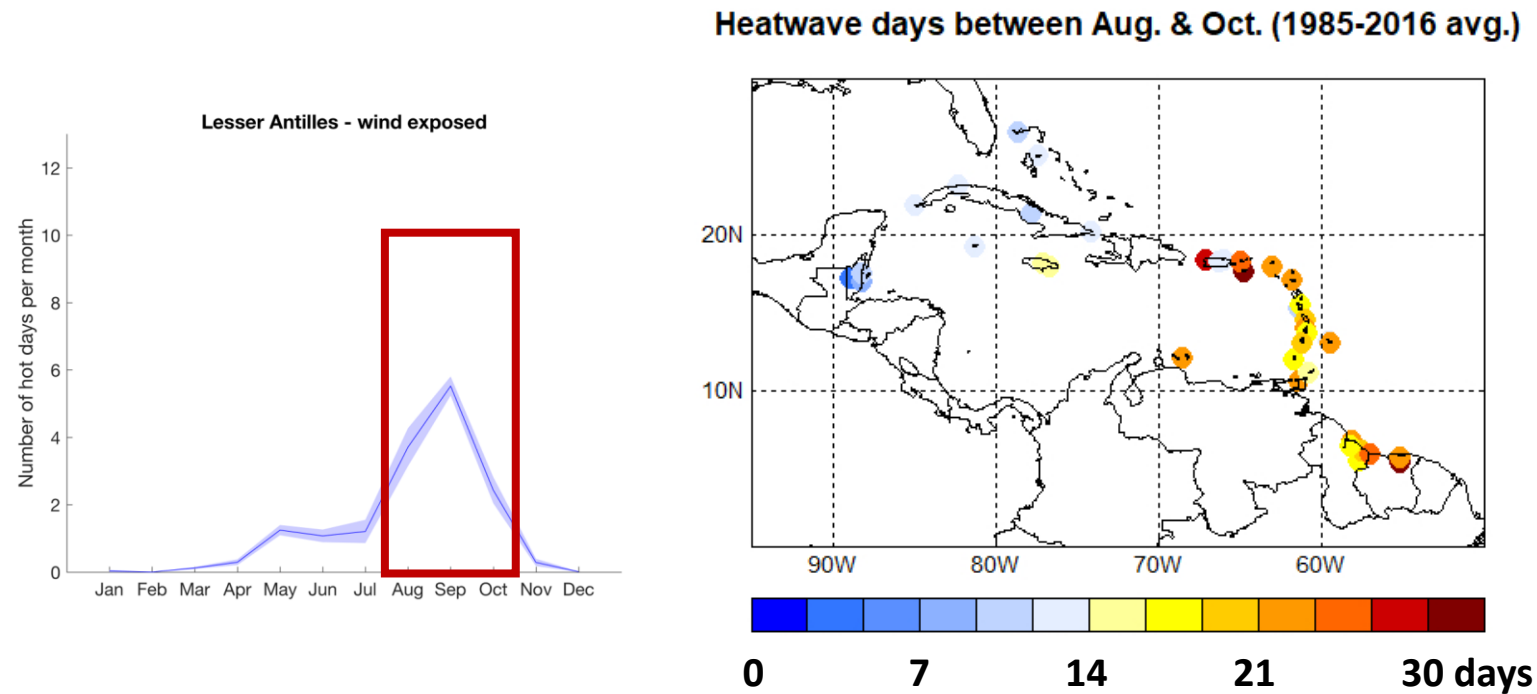 Heatwave days between Aug. & Oct. (1985-2016 avg.)
Lesser Antilles - wind exposed
Number of hot days per month
12
10
8
6
4
2
0
Jan Feb Mar Apr May Jun Jul Aug Sep Oct Nov Dec
20N
10N
90W 80W 70W 60W
0 7 14 21 30 days